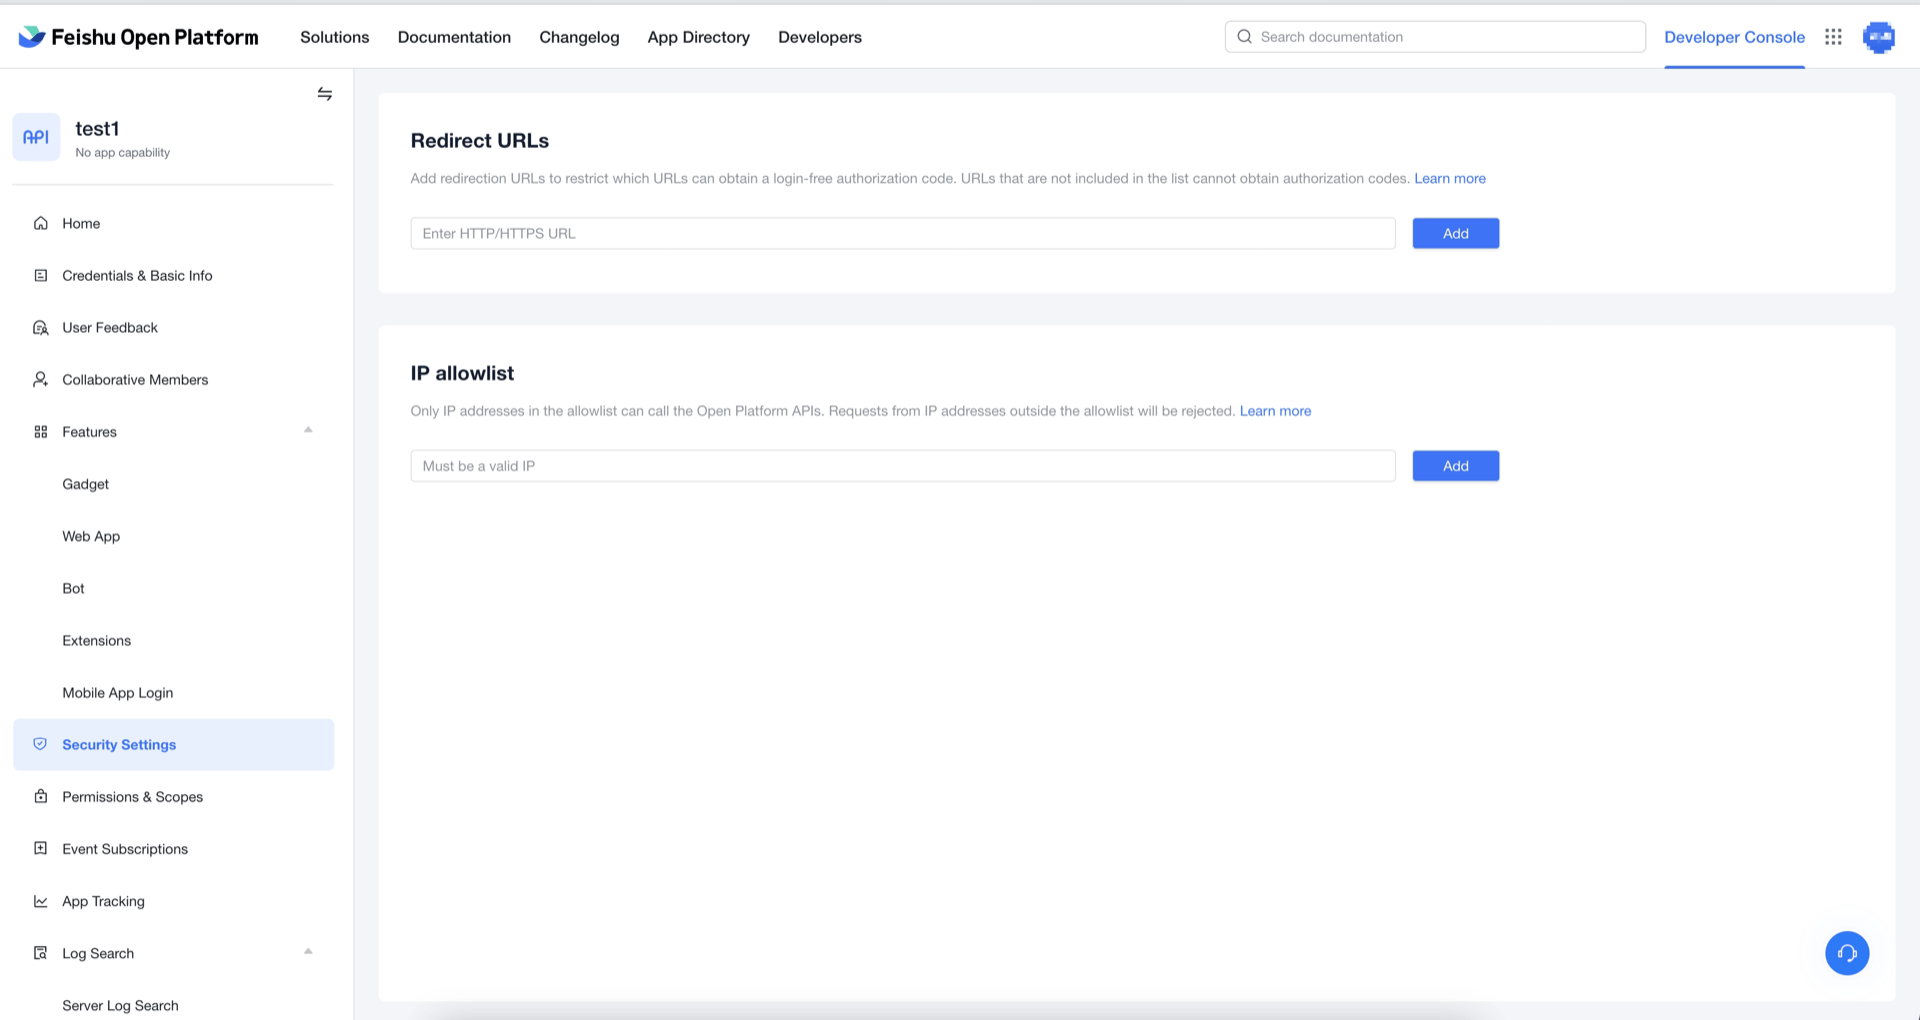 Feishu Open Platform
Solutions
Documentation
Changelog
App Directory
Developers
Search documentation
Developer Console
API
test1
No app capability
Home
Credentials & Basic Info
User Feedback
Collaborative Members
Features
Gadget
Web App
Bot
Extensions
Mobile App Login
Security Settings
Permissions & Scopes
Event Subscriptions
App Tracking
Log Search
Server Log Search
Redirect URLs
Add redirection URLs to restrict which URLs can obtain a login-free authorization code. URLs that are not included in the list cannot obtain authorization codes. Learn more
Enter HTTP/HTTPS URL
Add
IP allowlist
Only IP addresses in the allowlist can call the Open Platform APIs. Requests from IP addresses outside the allowlist will be rejected. Learn more
Must be a valid IP
Add